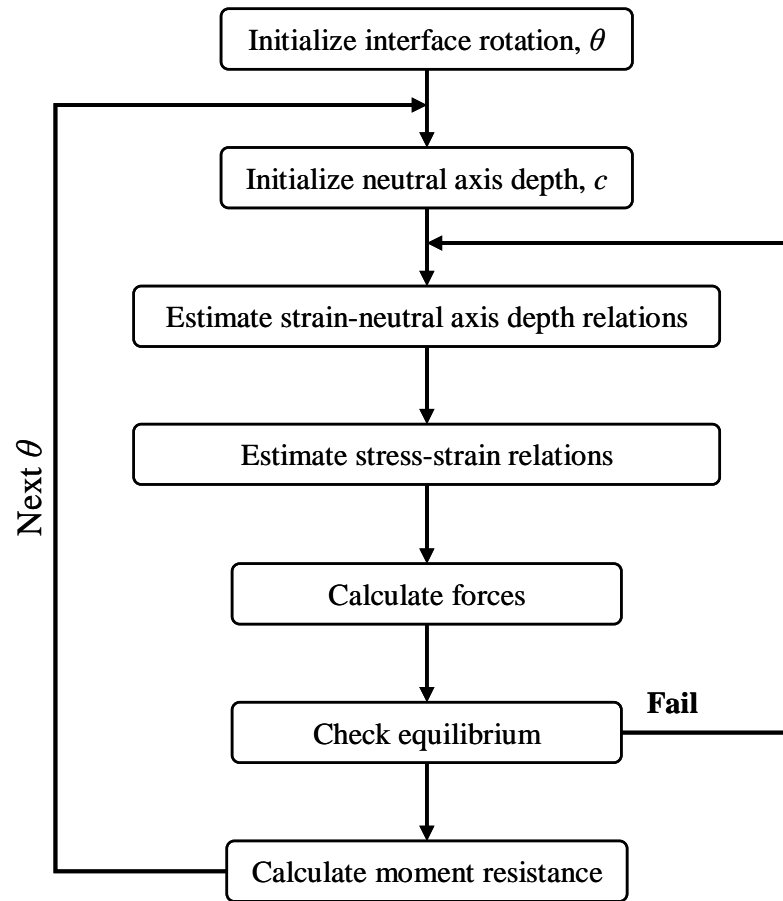 Initialize interface rotation, θ
Initialize neutral axis depth, c
Estimate strain-neutral axis depth relations
Estimate stress-strain relations
Next θ
Calculate forces
Fail
Check equilibrium
Calculate moment resistance